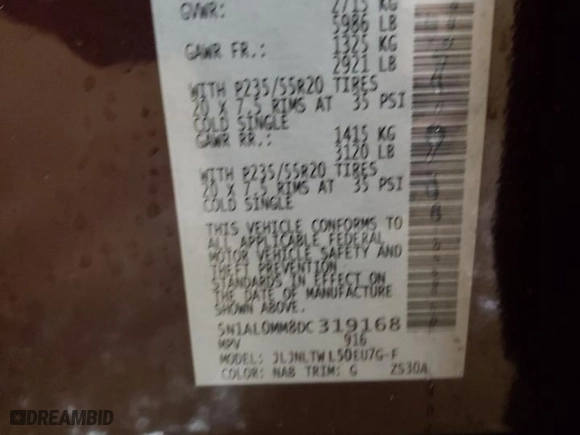 GVWR: 2715 KG
5986 LB
GAWR FR.: 1325 KG
2921 LB
WITH P235/55R20 TIRES
20 X 7.5 RIMS AT 35 PSI
COLD SINGLE
GAWR RR.: 1415 KG
3120 LB
WITH P235/55R20 TIRES
20 X 7.5 RIMS AT 35 PSI
COLD SINGLE
THIS VEHICLE CONFORMS TO
ALL APPLICABLE FEDERAL
MOTOR VEHICLE SAFETY AND
THEFT PREVENTION
STANDARDS IN EFFECT ON
THE DATE OF MANUFACTURE
SHOWN ABOVE.
5N1AL0MM8DC319168
MPV 916
MODEL: JLJNLTWL50EU7G-F
COLOR: NAB TRIM: G ZS30A
DREAMBID